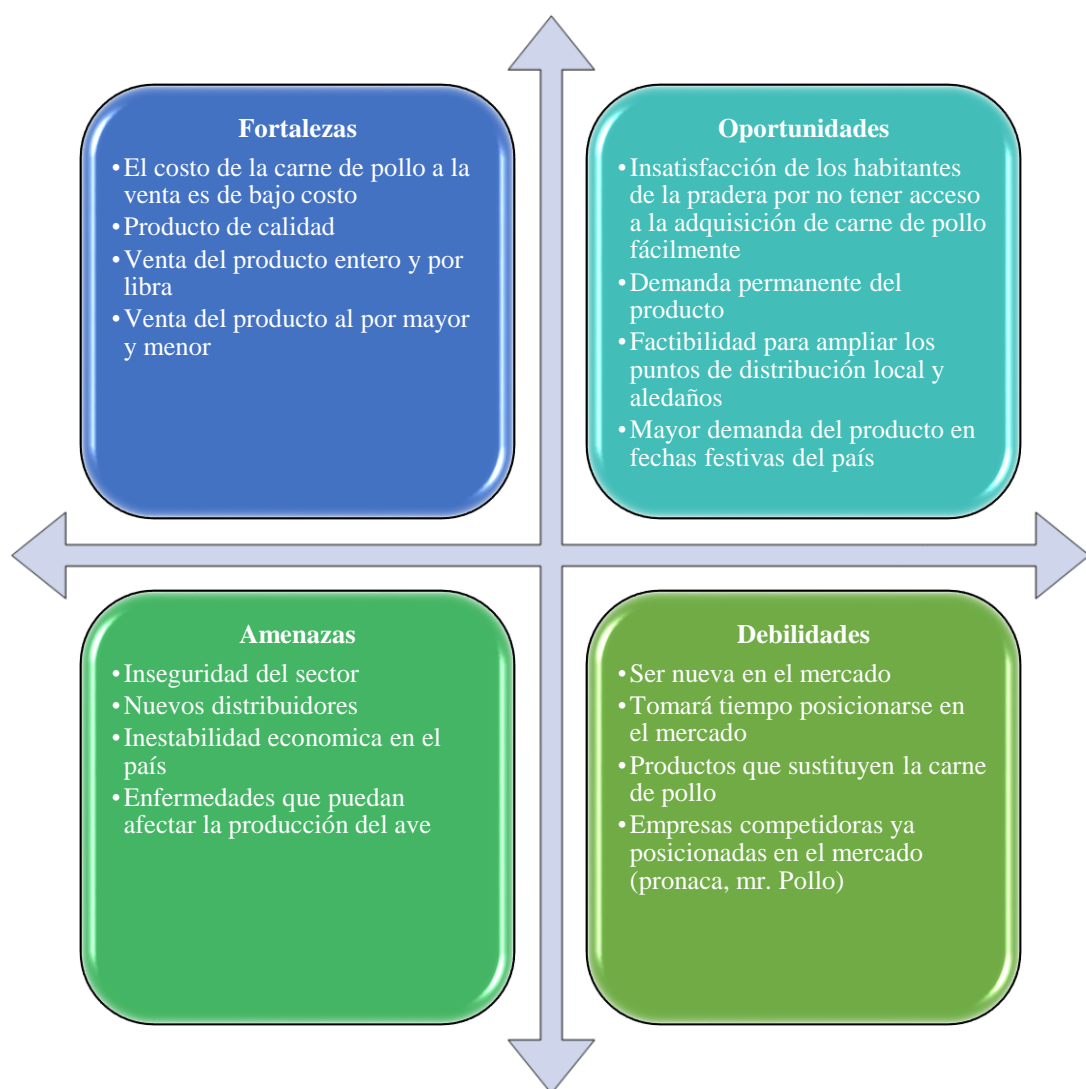 Fortalezas
•El costo de la carne de pollo a la
venta es de bajo costo
•Producto de calidad
•Venta del producto entero y por
libra
•Venta del producto al por mayor
y menor
Oportunidades
•Insatisfacción de los habitantes
de la pradera por no tener acceso
a la adquisición de carne de pollo
fácilmente
•Demanda permanente del
producto
•Factibilidad para ampliar los
puntos de distribución local y
aledaños
•Mayor demanda del producto en
fechas festivas del país
Amenazas
•Inseguridad del sector
•Nuevos distribuidores
•Inestabilidad economica en el
país
•Enfermedades que puedan
afectar la producción del ave
Debilidades
•Ser nueva en el mercado
•Tomará tiempo posicionarse en
el mercado
•Productos que sustituyen la carne
de pollo
•Empresas competidoras ya
posicionadas en el mercado
(pronaca, mr. Pollo)